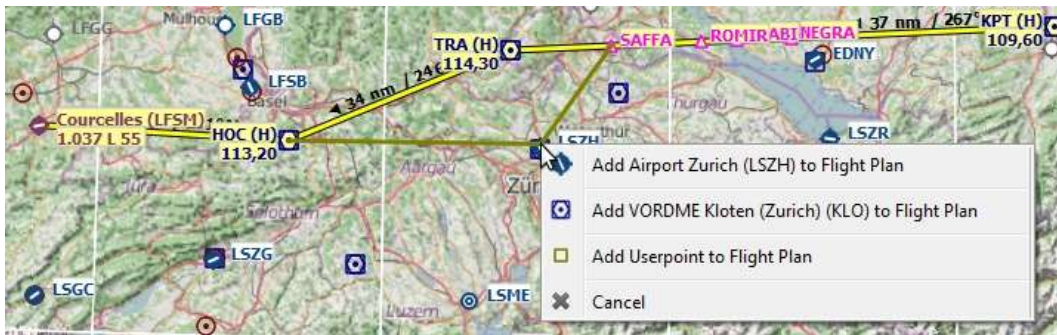 LFGG
Mulhou
LFGB
TRA (H)
114,30
SAFFA
ROMIR
ABI
NEGRA
37 nm / 267°
KPT (H)
109,60
EDNY
LFSB
Basel
34 nm / 246
Courcelles (LFSM)
1.037 L 55
HOC (H)
113,20
Thurgau
LSZH
LSZR
Aargau
Zür
Jura
Solothurn
LSZG
LSGC
Luzern
LSME
Add Airport Zurich (LSZH) to Flight Plan
Add VORDME Kloten (Zurich) (KLO) to Flight Plan
Add Userpoint to Flight Plan
Cancel